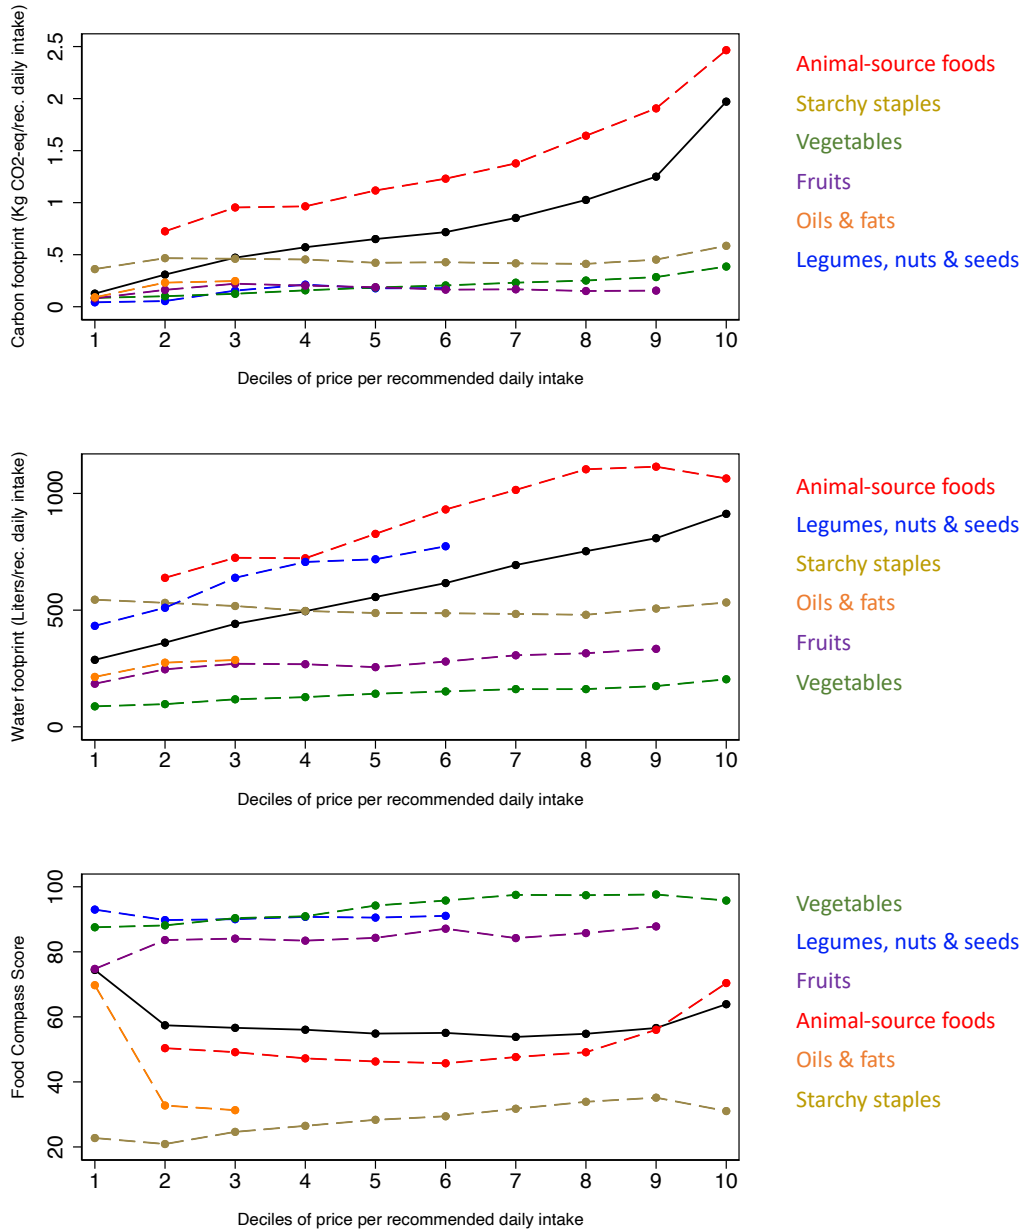 Carbon footprint (Kg CO2-eq/rec. daily intake)
2.5
2
1.5
1
.5
0
1 2 3 4 5 6 7 8 9 10
Deciles of price per recommended daily intake
Animal-source foods
Starchy staples
Vegetables
Fruits
Oils & fats
Legumes, nuts & seeds
Water footprint (Liters/rec. daily intake)
1000
500
0
1 2 3 4 5 6 7 8 9 10
Deciles of price per recommended daily intake
Animal-source foods
Legumes, nuts & seeds
Starchy staples
Oils & fats
Fruits
Vegetables
Food Compass Score
100
80
60
40
20
1 2 3 4 5 6 7 8 9 10
Deciles of price per recommended daily intake
Vegetables
Legumes, nuts & seeds
Fruits
Animal-source foods
Oils & fats
Starchy staples